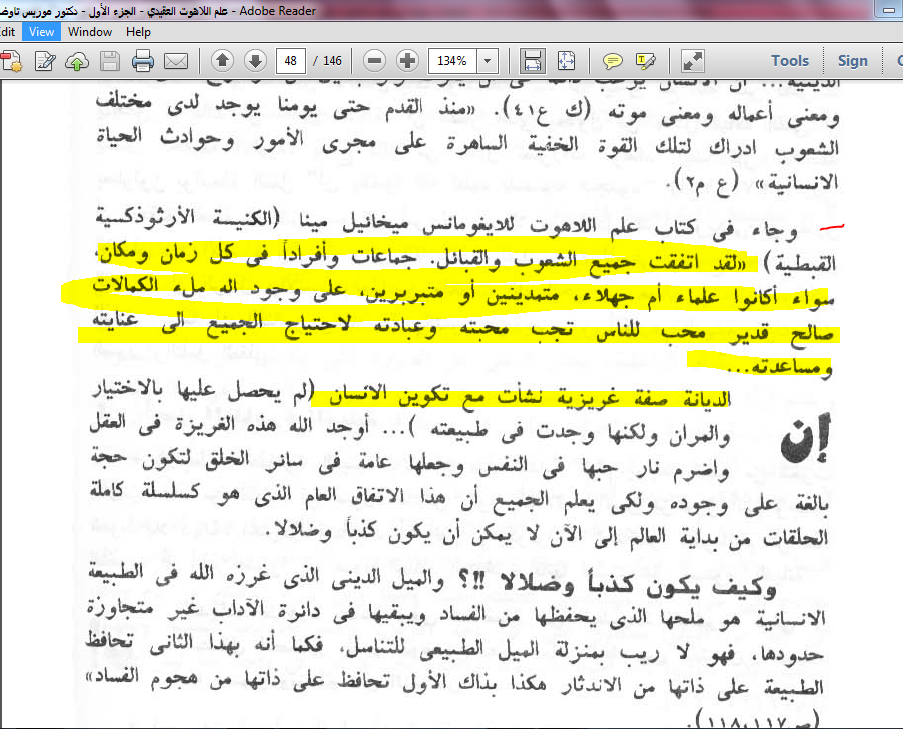 علم اللاهوت العقيدي - الجزء الأول - دكتور موريس تاوض - Adobe Reader
Edit View Window Help
48 / 146 134% Tools Sign
الدينية... أن الانسان
ومعنى أعماله ومعنى موته (ك ع٤١). «منذ القدم حتى يومنا يوجد لدى مختلف
الشعوب ادراك لتلك القوة الخفية الساهرة على مجرى الأمور وحوادث الحياة
الانسانية» (ع م٢).
وجاء فى كتاب علم اللاهوت للايغومانس ميخائيل مينا (الكنيسة الأرثوذكسية
القبطية) «لقد اتفقت جميع الشعوب والقبائل. جماعات وأفراداً فى كل زمان ومكان،
سواء أكانوا علماء أم جهلاء، متمدينين أو متبربرين، على وجود اله ملء الكمالات
صالح قدير محب للناس تجب محبته وعبادته لاحتياج الجميع الى عنايته
ومساعدته...
الديانة صفة غريزية نشأت مع تكوين الانسان (لم يحصل عليها بالاختيار
إن والمران ولكنها وجدت فى طبيعته )... أوجد الله هذه الغريزة فى العقل
واضرم نار حبها فى النفس وجعلها عامة فى سائر الخلق لتكون حجة
بالغة على وجوده ولكى يعلم الجميع أن هذا الاتفاق العام الذى هو كسلسلة كاملة
الحلقات من بداية العالم إلى الآن لا يمكن أن يكون كذباً وضلالا.
وكيف يكون كذباً وضلالا !!؟ والميل الدينى الذى غرزه الله فى الطبيعة
الانسانية هو ملحها الذى يحفظها من الفساد ويبقيها فى دائرة الآداب غير متجاوزة
حدودها، فهو لا ريب بمنزلة الميل الطبيعى للتناسل، فكما أنه بهذا الثانى تحافظ
الطبيعة على ذاتها من الاندثار هكذا بذاك الأول تحافظ على ذاتها من هجوم الفساد»
(ص١١٧، ١١٨).